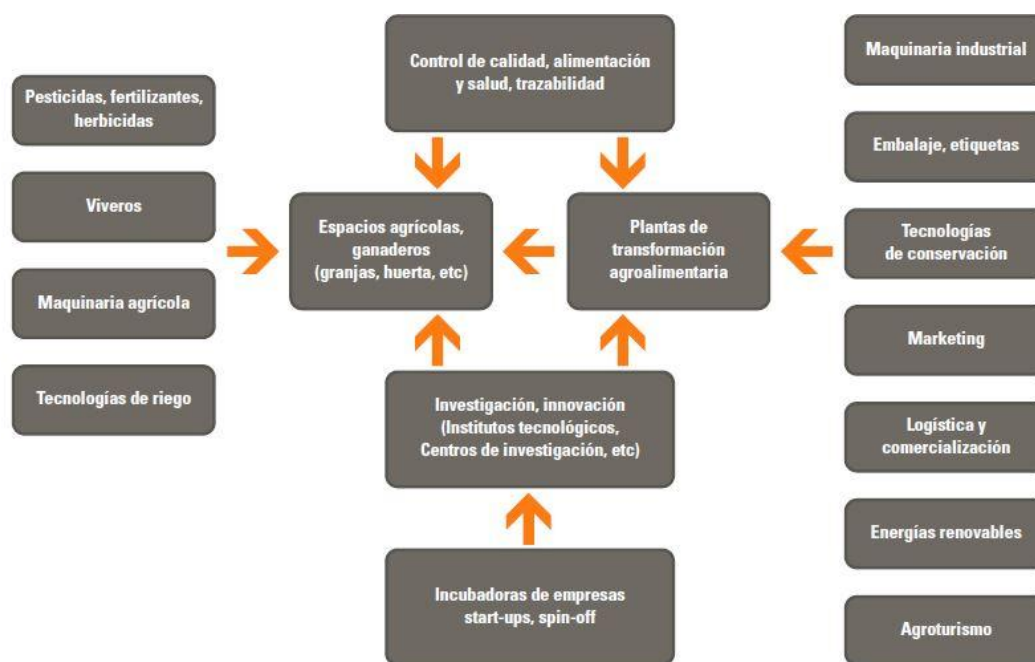 Control de calidad, alimentación
y salud, trazabilidad
Pesticidas, fertilizantes,
herbicidas
Viveros
Maquinaria agrícola
Tecnologías de riego
Espacios agrícolas,
ganaderos
(granjas, huerta, etc)
Plantas de
transformación
agroalimentaria
Investigación, innovación
(Institutos tecnológicos,
Centros de investigación, etc)
Incubadoras de empresas
start-ups, spin-off
Maquinaria industrial
Embalaje, etiquetas
Tecnologías
de conservación
Marketing
Logística y
comercialización
Energías renovables
Agroturismo